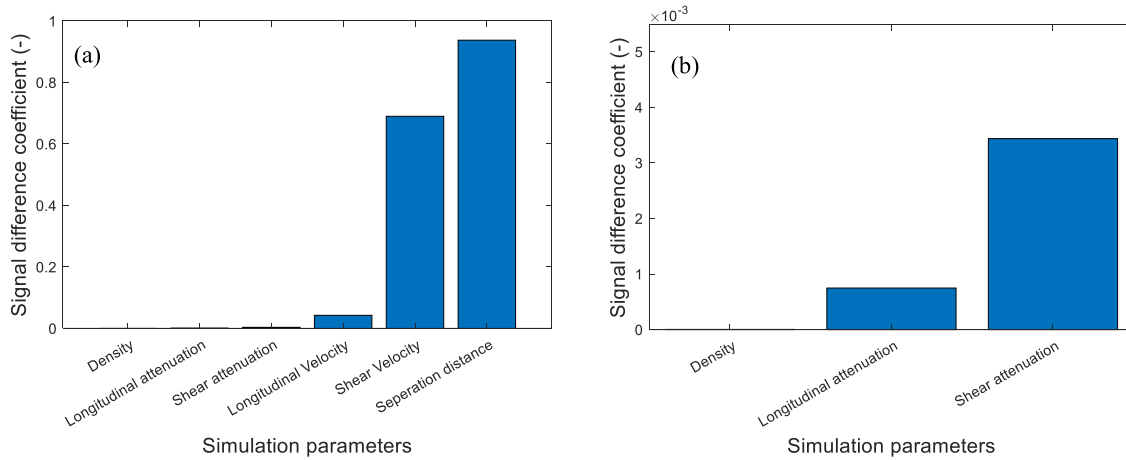 (a)
Signal difference coefficient (-)
1
0.8
0.6
0.4
0.2
0
Density
Longitudinal attenuation
Shear attenuation
Longitudinal Velocity
Shear Velocity
Seperation distance
Simulation parameters
(b)
×10⁻³
Signal difference coefficient (-)
5
4
3
2
1
0
Density
Longitudinal attenuation
Shear attenuation
Simulation parameters